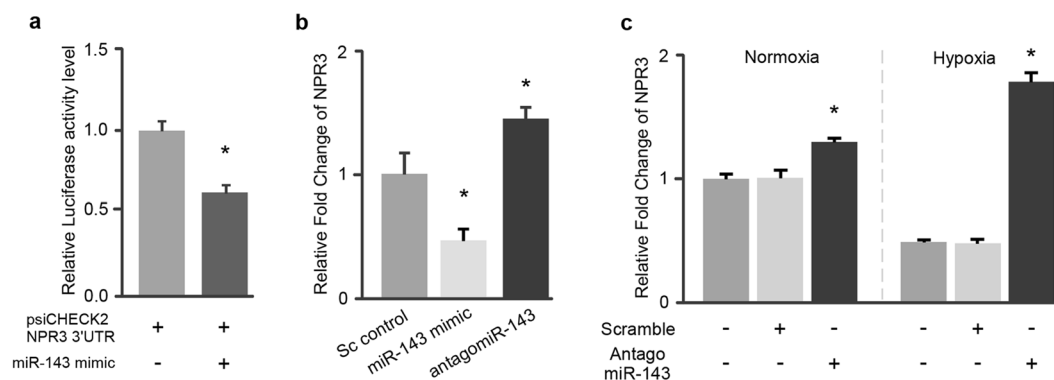 a
Relative Luciferase activity level
1.5
1.0
0.5
0.0
*
psiCHECK2
NPR3 3'UTR
+ +
miR-143 mimic - +
b
Relative Fold Change of NPR3
2
1
0
*
*
Sc control
miR-143 mimic
antagomiR-143
c
Relative Fold Change of NPR3
2
1
0
Normoxia
Hypoxia
*
*
Scramble - + - - + -
Antago
miR-143
- - + - - +